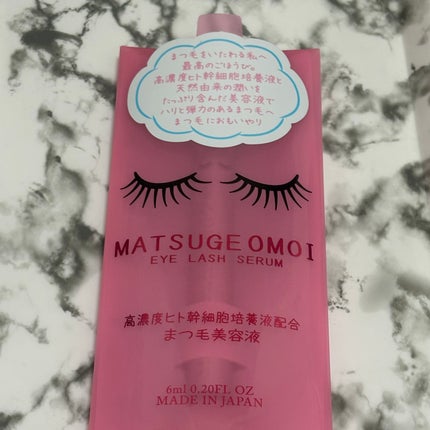 まつ毛をいたわる私へ
最高のごほうび。
高濃度ヒト幹細胞培養液と
天然由来の潤いを
たっぷり含んだ美容液で
ハリと弾力のあるまつ毛へ
まつ毛におもいやり
MATSUGEOMOI
EYE LASH SERUM
高濃度ヒト幹細胞培養液配合
まつ毛美容液
6ml 0.20FL OZ
MADE IN JAPAN